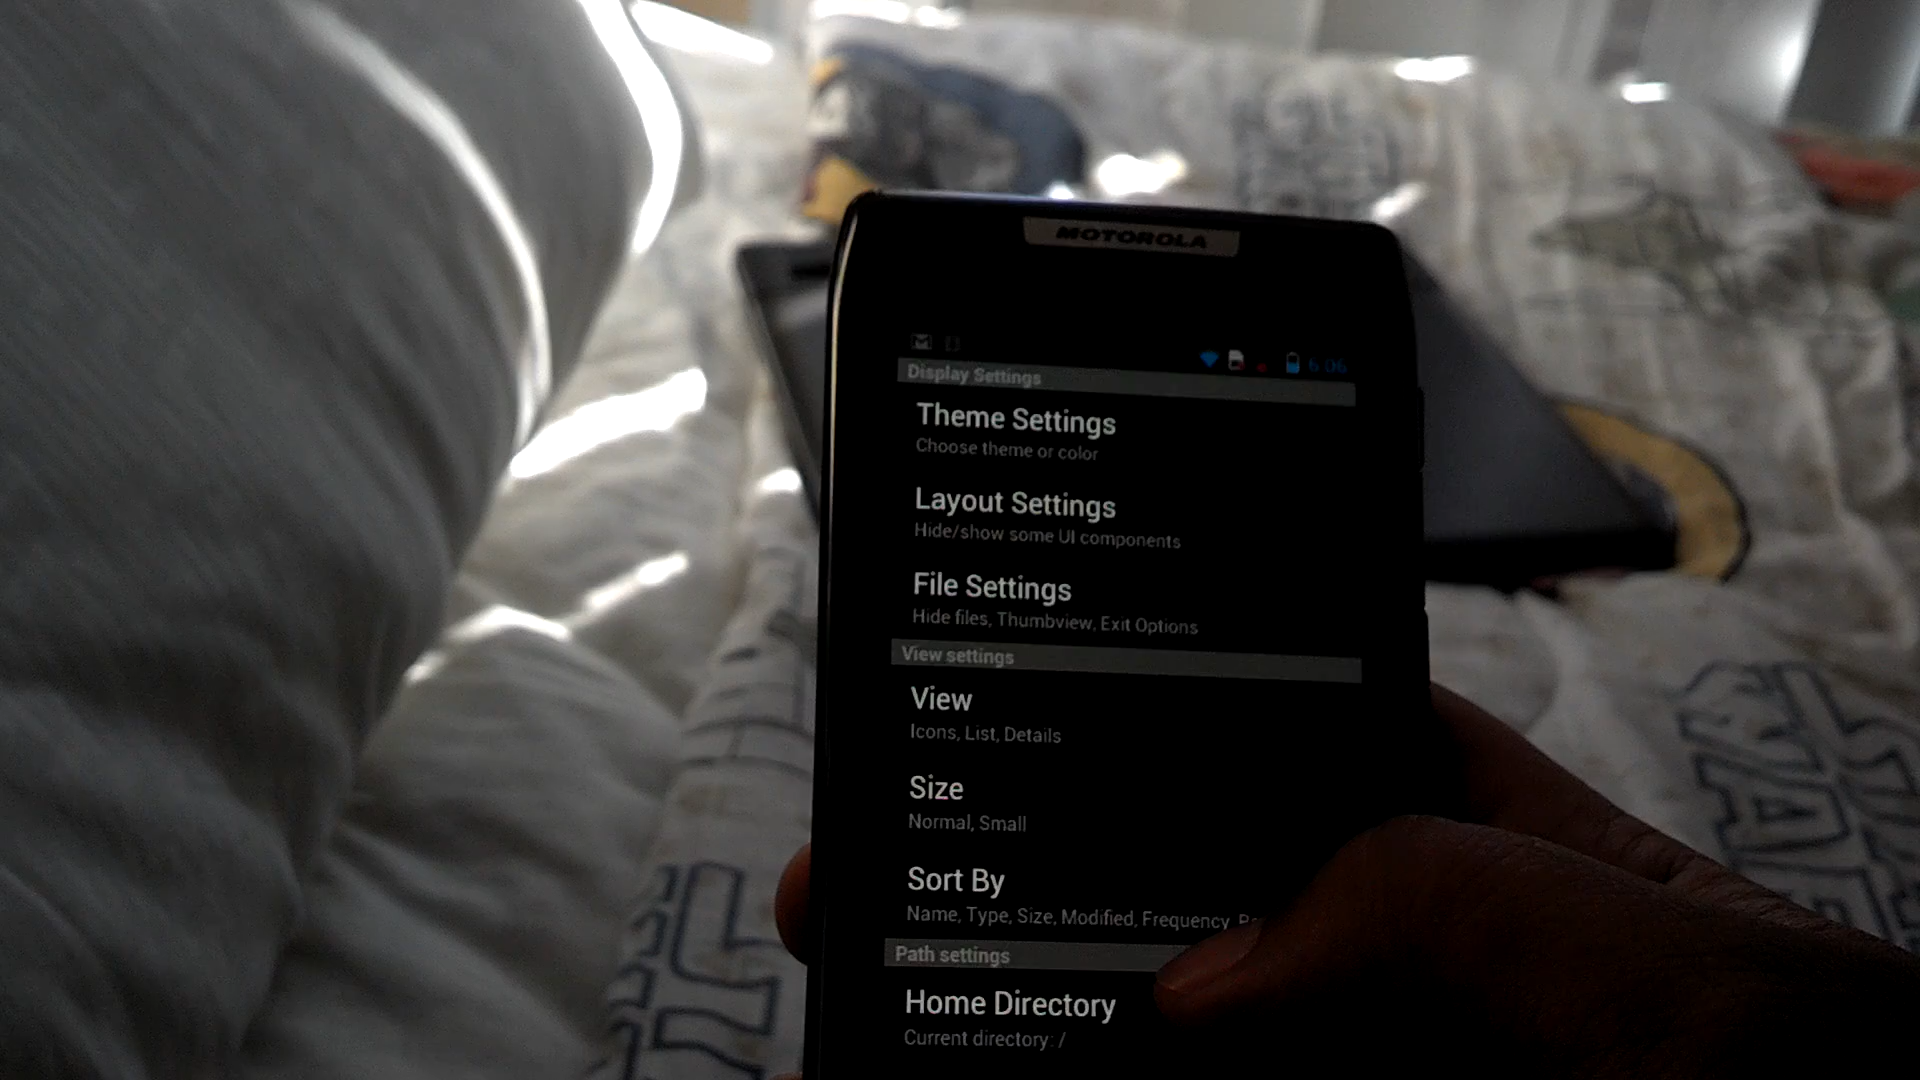 MOTOROLA
6:06
Display Settings
Theme Settings
Choose theme or color
Layout Settings
Hide/show some UI components
File Settings
Hide files, Thumbview, Exit Options
View settings
View
Icons, List, Details
Size
Normal, Small
Sort By
Name, Type, Size, Modified, Frequency,
Path settings
Home Directory
Current directory: /